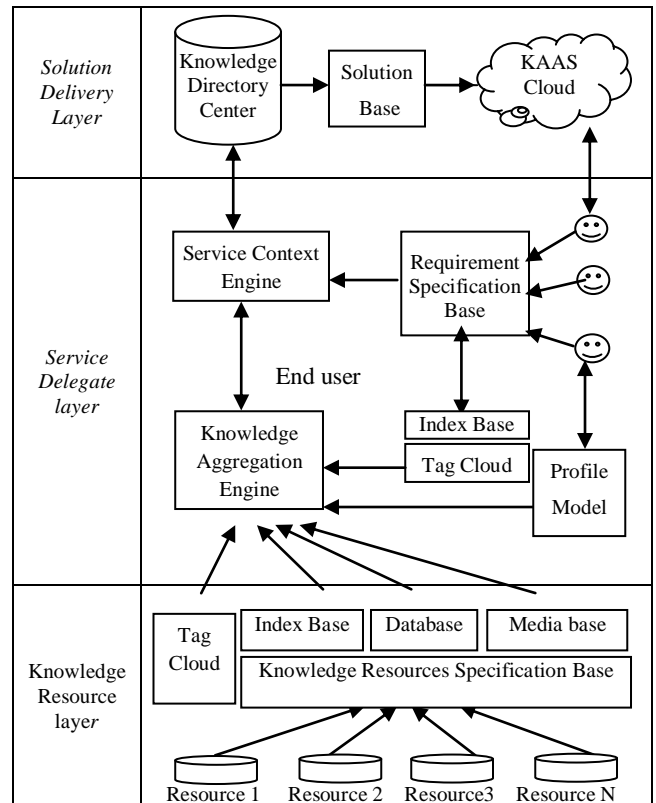 Solution
Delivery
Layer
Knowledge
Directory
Center
Solution
Base
KAAS
Cloud
Service
Delegate
layer
Service Context
Engine
Requirement
Specification
Base
End user
Knowledge
Aggregation
Engine
Index Base
Tag Cloud
Profile
Model
Knowledge
Resource
layer
Tag
Cloud
Index Base
Database
Media base
Knowledge Resources Specification Base
Resource 1
Resource 2
Resource3
Resource N